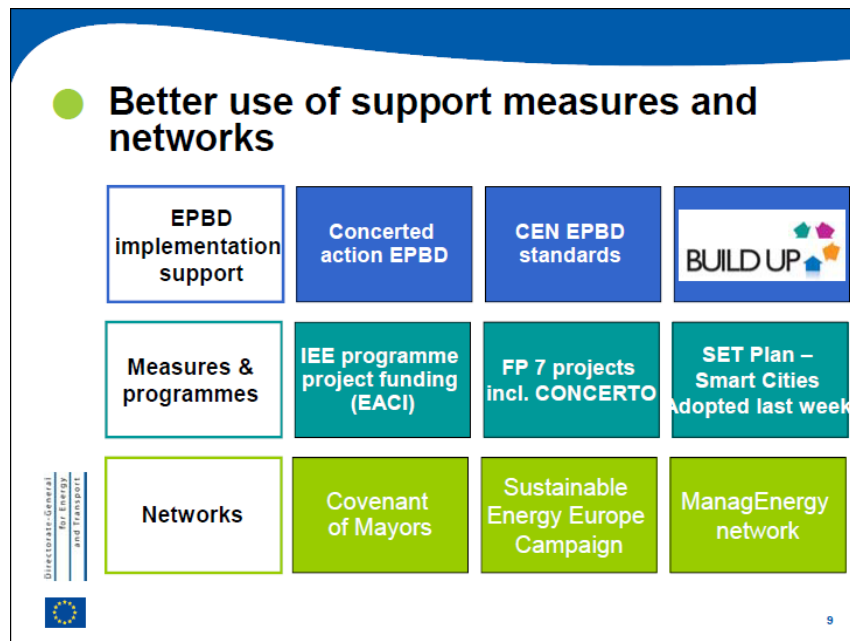 Better use of support measures and
networks
EPBD
implementation
support
Concerted
action EPBD
CEN EPBD
standards
BUILD UP
Measures &
programmes
IEE programme
project funding
(EACI)
FP 7 projects
incl. CONCERTO
SET Plan –
Smart Cities
Adopted last week
Networks
Covenant
of Mayors
Sustainable
Energy Europe
Campaign
ManagEnergy
network
Directorate-General
for Energy
and Transport
9